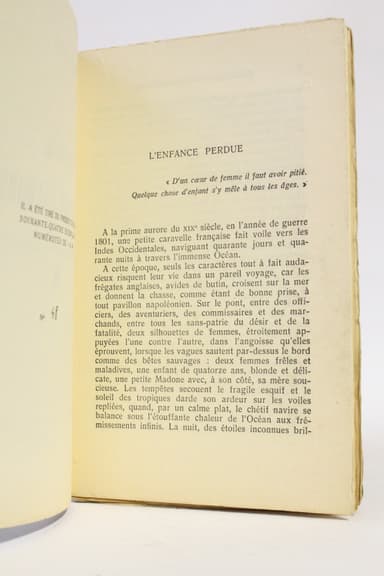 IL A ÉTÉ TIRÉ DU
SOIXANTE-QUATRE
NUMÉROTÉS DE
48
L'ENFANCE PERDUE
« D'un cœur de femme il faut avoir pitié.
Quelque chose d'enfant s'y mêle à tous les âges. »
A la prime aurore du XIXe siècle, en l'année de guerre
1801, une petite caravelle française fait voile vers les
Indes Occidentales, naviguant quarante jours et qua-
rante nuits à travers l'immense Océan.
A cette époque, seuls les caractères tout à fait auda-
cieux risquent leur vie dans un pareil voyage, car les
frégates anglaises, avides de butin, croisent sur la mer
et donnent la chasse, comme étant de bonne prise, à
tout pavillon napoléonien. Sur le pont, entre des offi-
ciers, des aventuriers, des commissaires et des mar-
chands, entre tous les sans-patrie du désir et de la
fatalité, deux silhouettes de femmes, étroitement ap-
puyées l'une contre l'autre, dans l'angoisse qu'elles
éprouvent, lorsque les vagues sautent par-dessus le bord
comme des bêtes sauvages : deux femmes frêles et
maladives, une enfant de quatorze ans, blonde et déli-
cate, une petite Madone avec, à son côté, sa mère sou-
cieuse. Les tempêtes secouent le fragile esquif et le
soleil des tropiques darde son ardeur sur les voiles
repliées, quand, par un calme plat, le chétif navire se
balance sous l'étouffante chaleur de l'Océan aux fré-
missements infinis. La nuit, des étoiles inconnues bril-